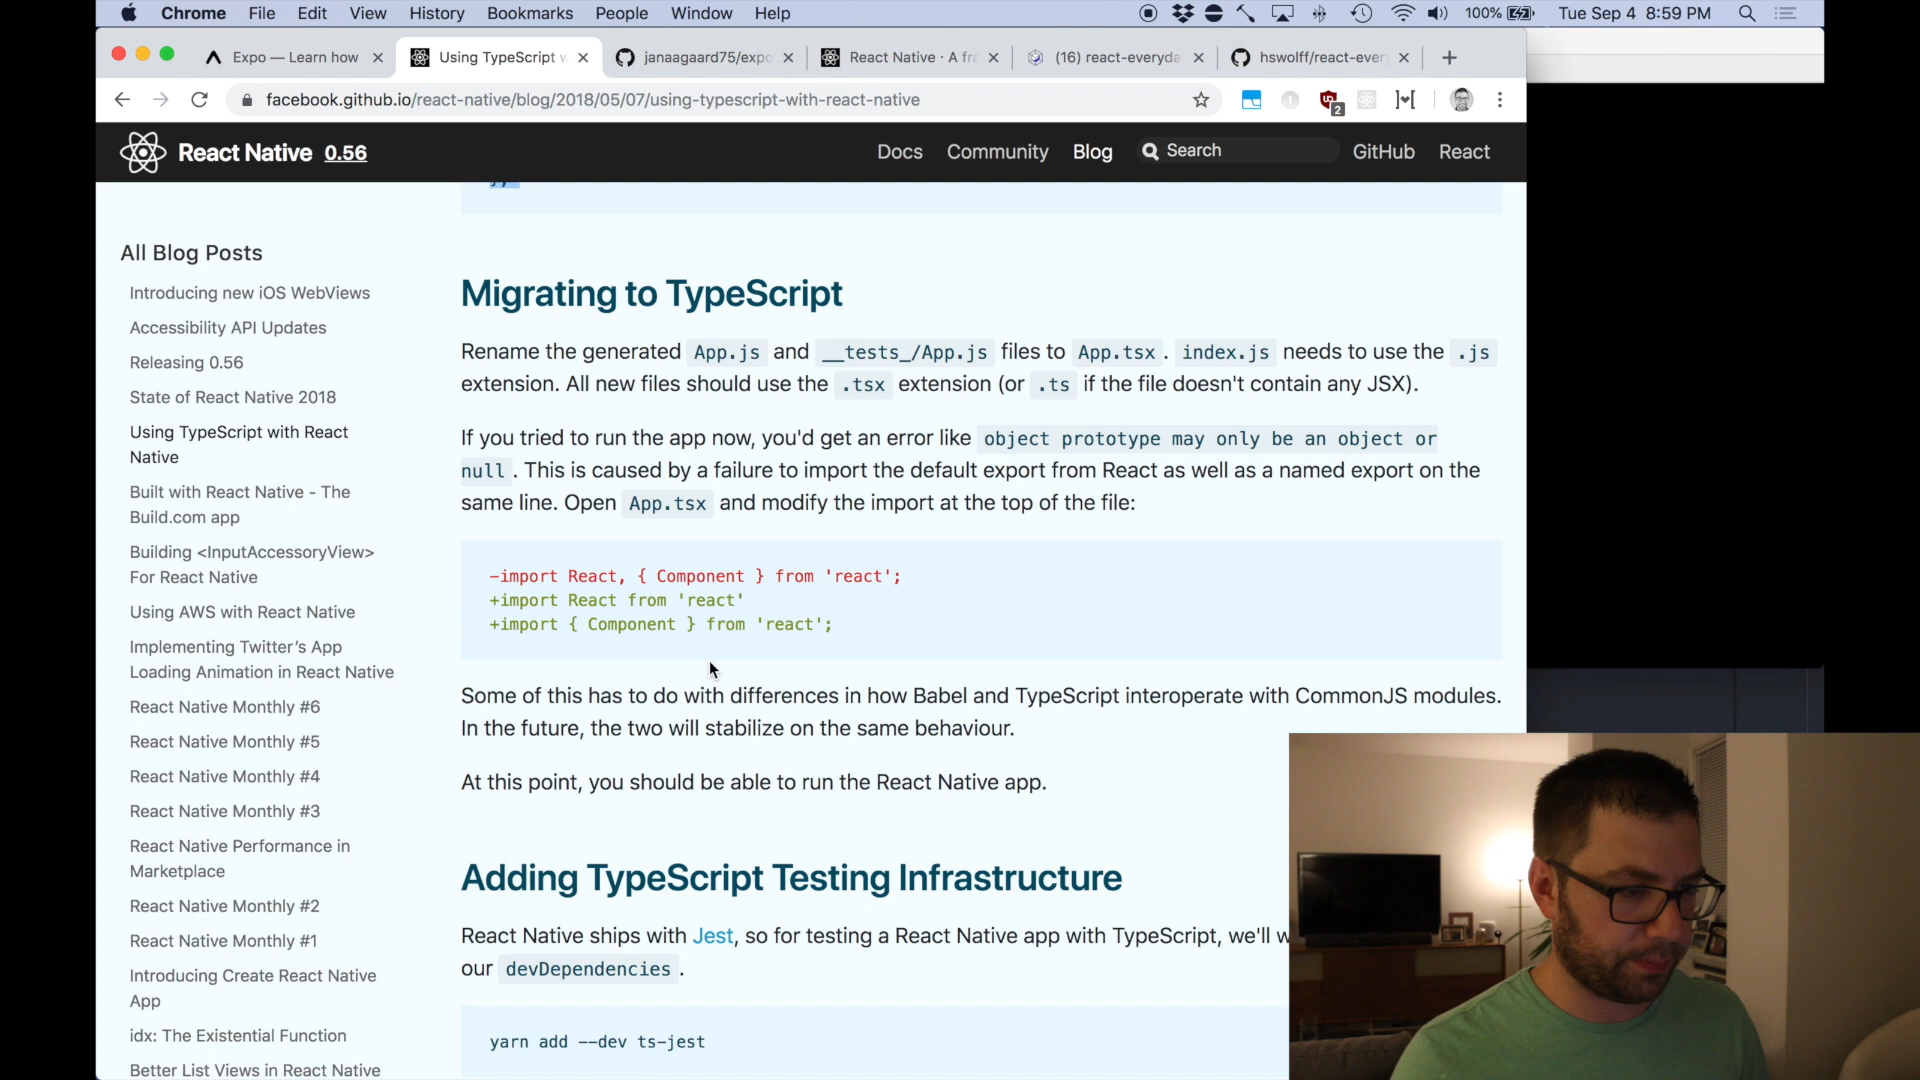 Chrome File Edit View History Bookmarks People Window Help 100% Tue Sep 4 8:59 PM
Expo — Learn how
Using TypeScript w
janaagaard75/expo
React Native · A fra
(16) react-everyda
hswolff/react-ever
facebook.github.io/react-native/blog/2018/05/07/using-typescript-with-react-native
2
React Native 0.56
Docs Community Blog Search GitHub React
All Blog Posts
Introducing new iOS WebViews
Accessibility API Updates
Releasing 0.56
State of React Native 2018
Using TypeScript with React
Native
Built with React Native - The
Build.com app
Building <InputAccessoryView>
For React Native
Using AWS with React Native
Implementing Twitter's App
Loading Animation in React Native
React Native Monthly #6
React Native Monthly #5
React Native Monthly #4
React Native Monthly #3
React Native Performance in
Marketplace
React Native Monthly #2
React Native Monthly #1
Introducing Create React Native
App
idx: The Existential Function
Better List Views in React Native
Migrating to TypeScript
Rename the generated App.js and __tests_/App.js files to App.tsx. index.js needs to use the .js
extension. All new files should use the .tsx extension (or .ts if the file doesn't contain any JSX).
If you tried to run the app now, you'd get an error like object prototype may only be an object or
null. This is caused by a failure to import the default export from React as well as a named export on the
same line. Open App.tsx and modify the import at the top of the file:
-import React, { Component } from 'react';
+import React from 'react'
+import { Component } from 'react';
Some of this has to do with differences in how Babel and TypeScript interoperate with CommonJS modules.
In the future, the two will stabilize on the same behaviour.
At this point, you should be able to run the React Native app.
Adding TypeScript Testing Infrastructure
React Native ships with Jest, so for testing a React Native app with TypeScript, we'll w
our devDependencies.
yarn add --dev ts-jest